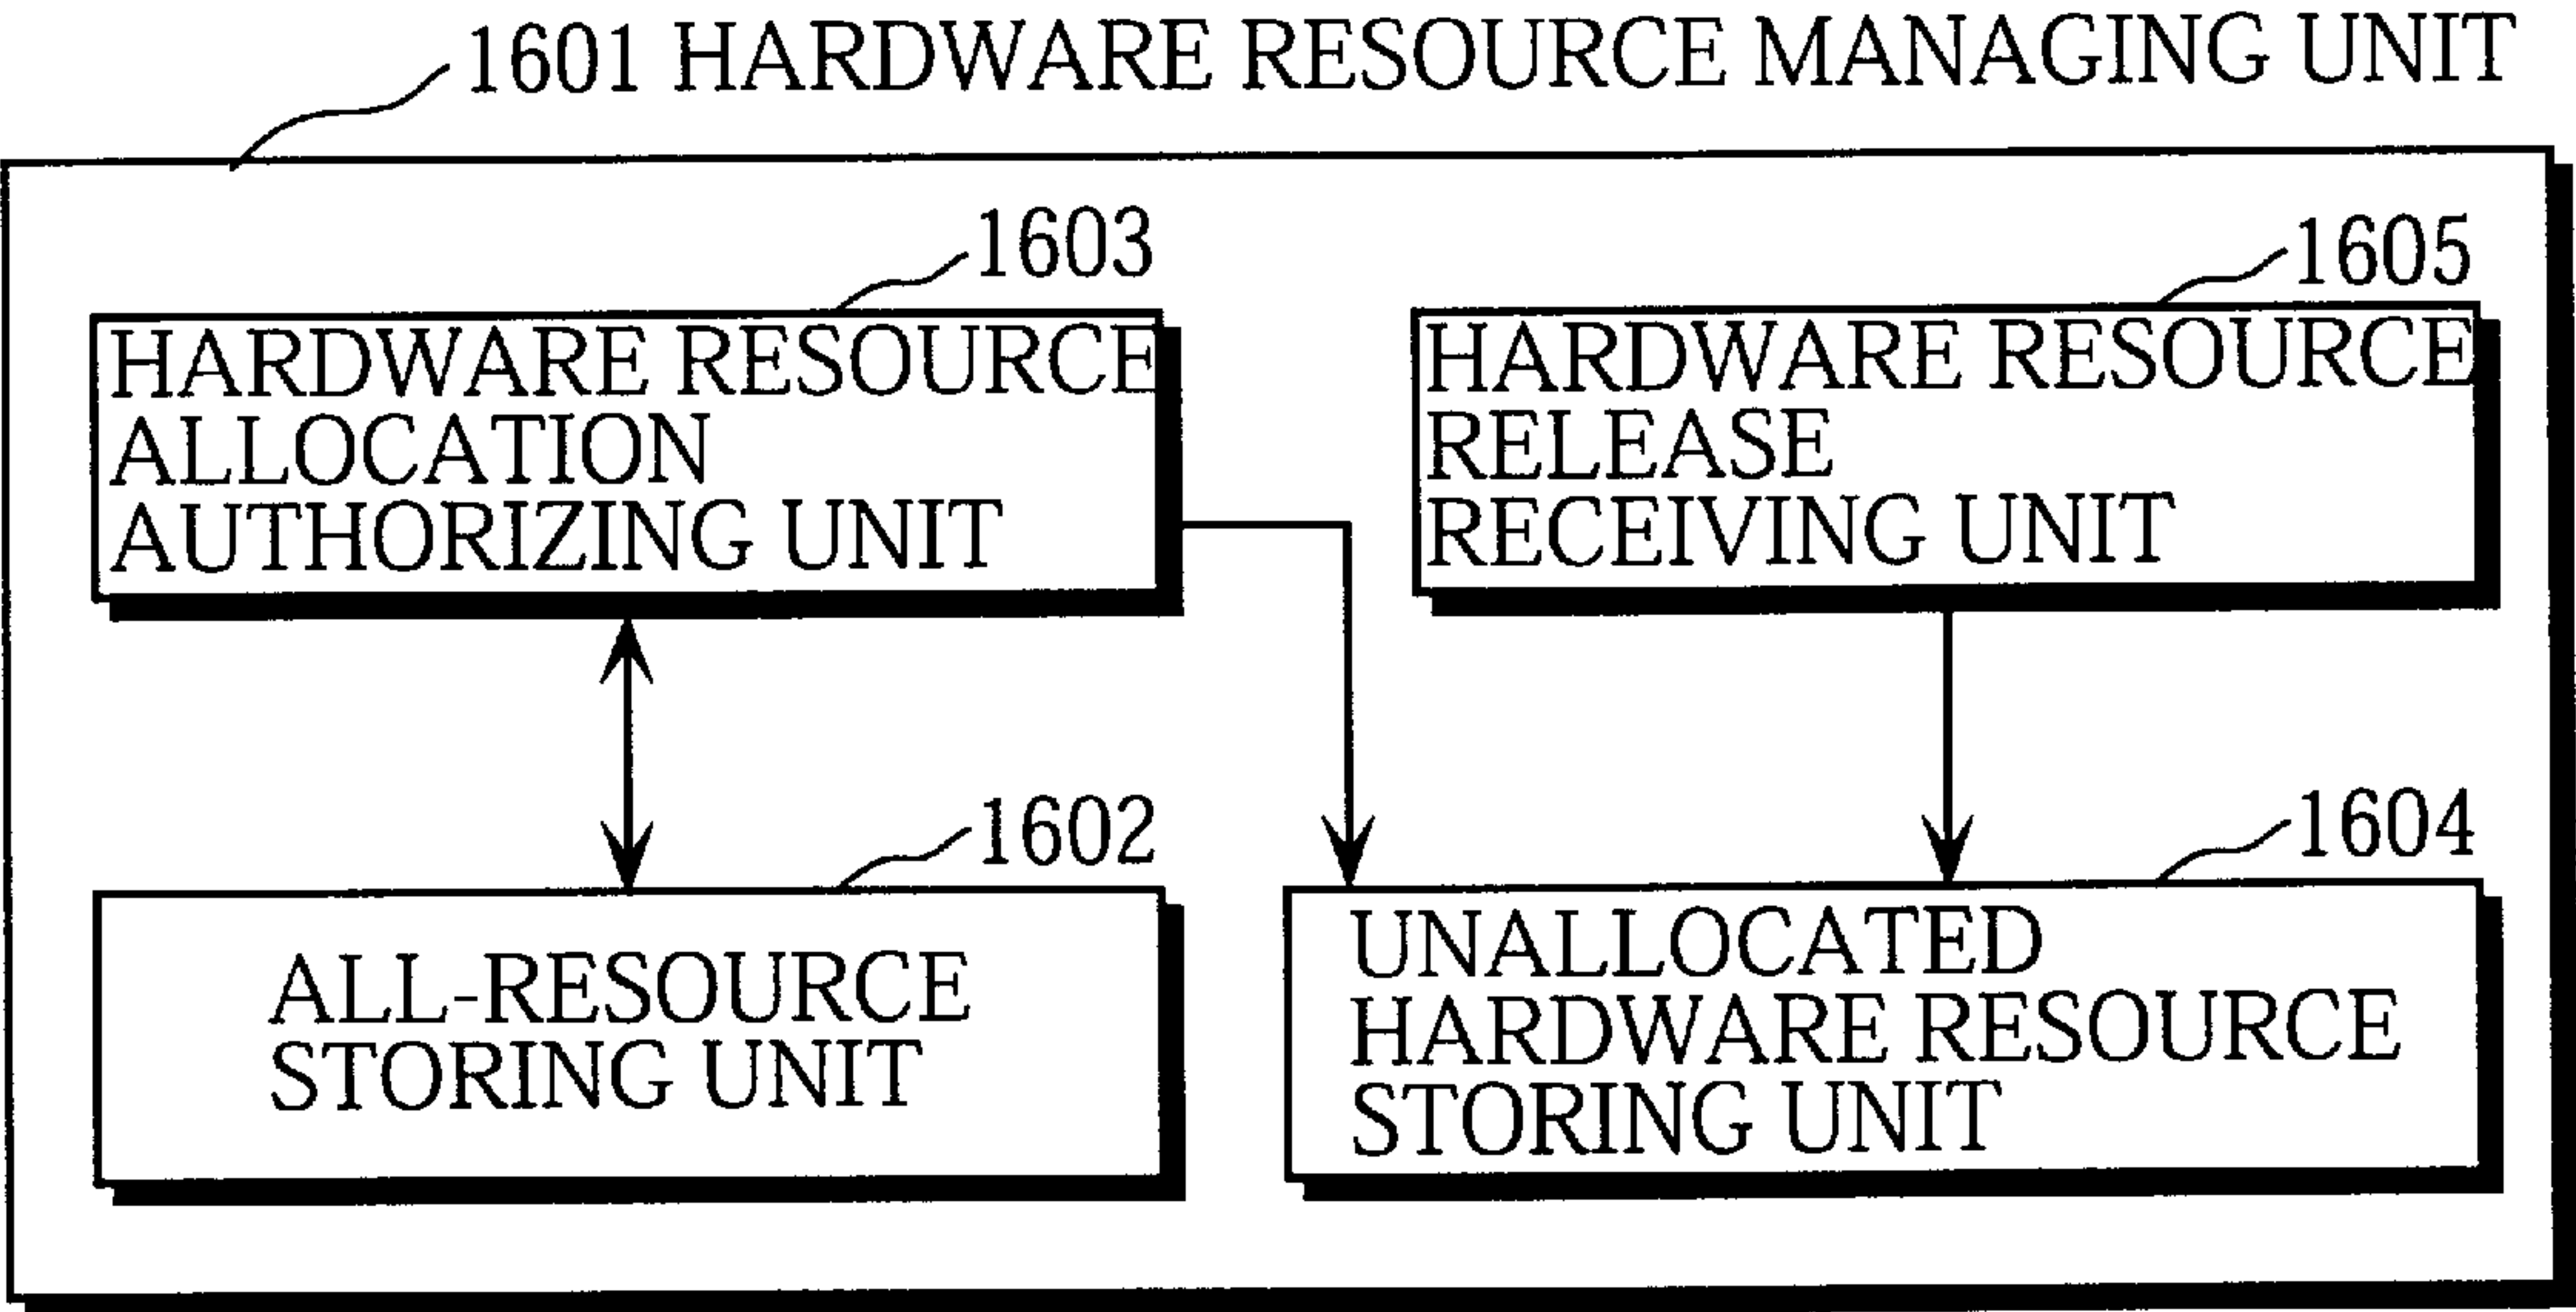 1601 HARDWARE RESOURCE MANAGING UNIT
1603
HARDWARE RESOURCE
ALLOCATION
AUTHORIZING UNIT
1605
HARDWARE RESOURCE
RELEASE
RECEIVING UNIT
1602
ALL-RESOURCE
STORING UNIT
1604
UNALLOCATED
HARDWARE RESOURCE
STORING UNIT